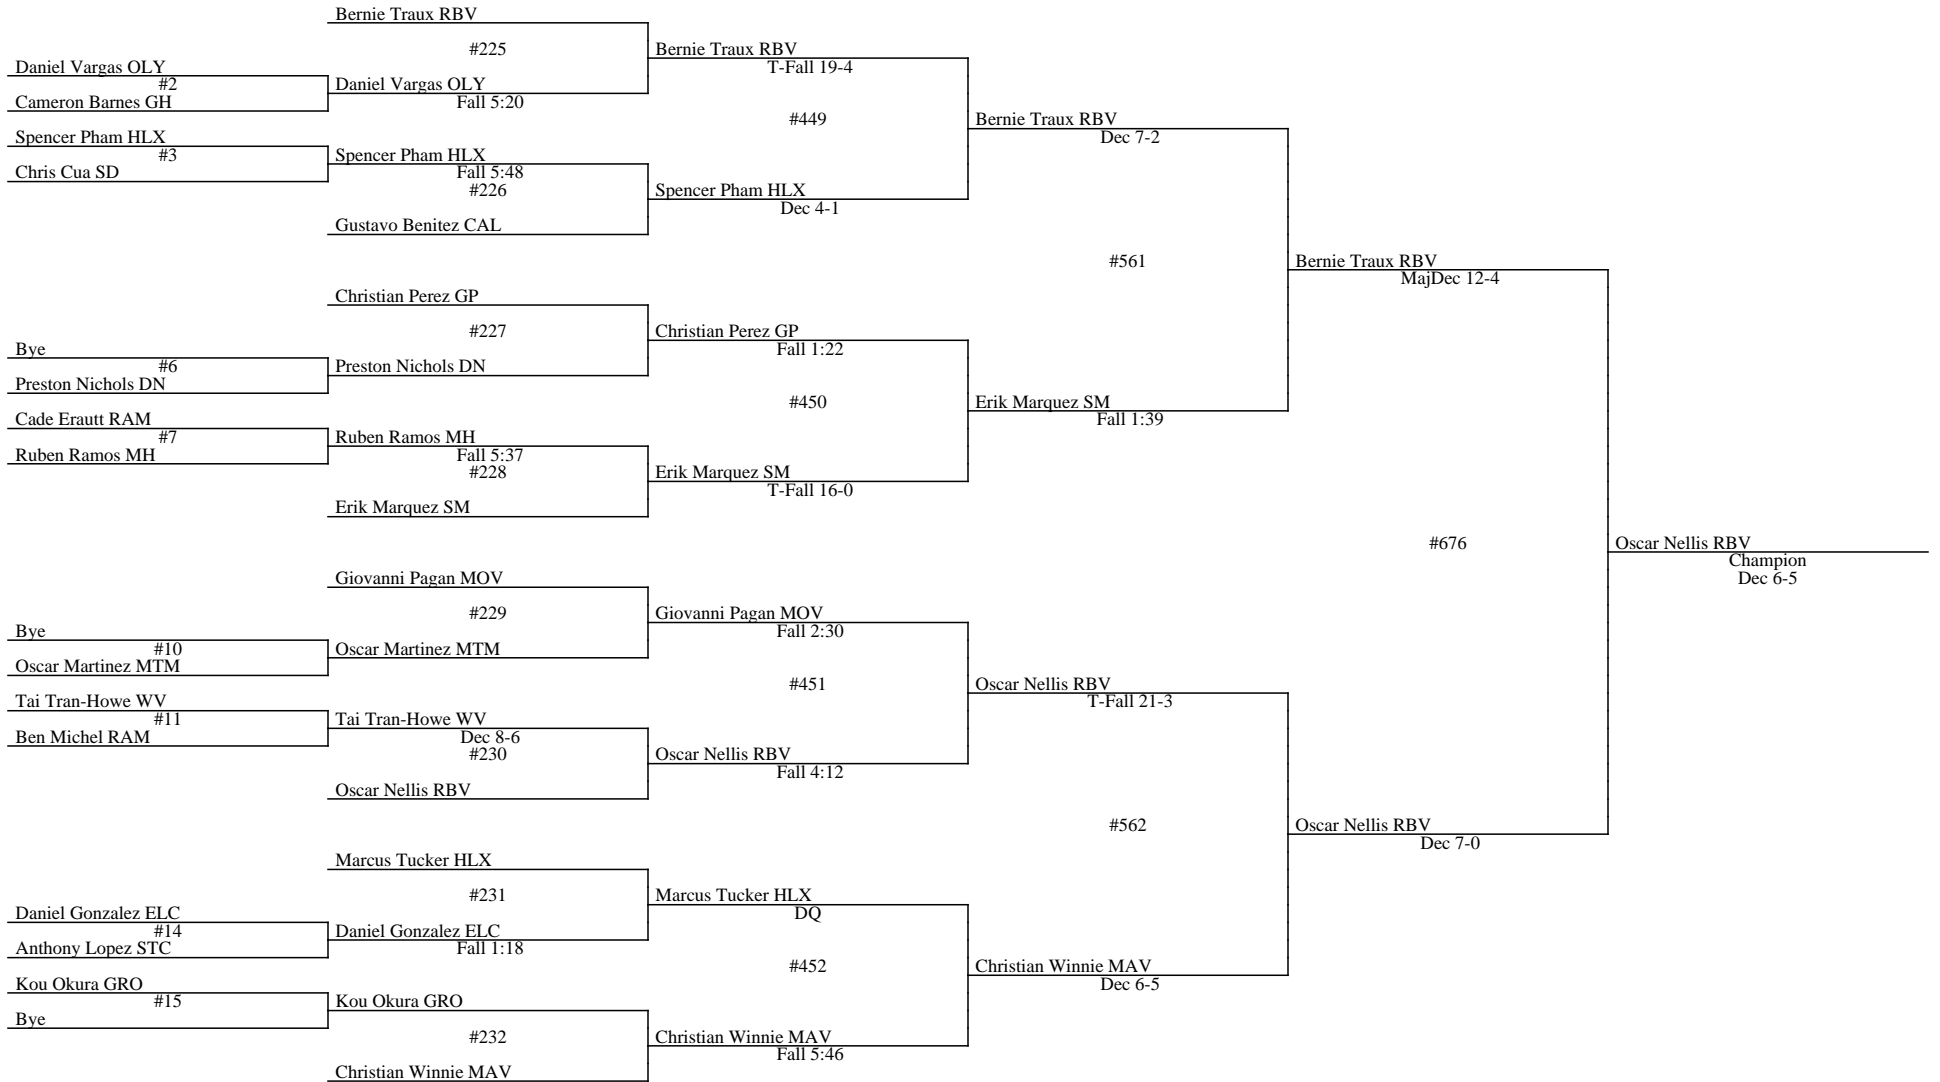 Bernie Traux RBV
#225
Bernie Traux RBV
T-Fall 19-4
Daniel Vargas OLY
#2
Cameron Barnes GH
Daniel Vargas OLY
Fall 5:20
#449
Bernie Traux RBV
Dec 7-2
Spencer Pham HLX
#3
Chris Cua SD
Spencer Pham HLX
Fall 5:48
#226
Spencer Pham HLX
Dec 4-1
Gustavo Benitez CAL
#561
Bernie Traux RBV
MajDec 12-4
Christian Perez GP
#227
Christian Perez GP
Fall 1:22
Bye
#6
Preston Nichols DN
Preston Nichols DN
#450
Erik Marquez SM
Fall 1:39
Cade Erautt RAM
#7
Ruben Ramos MH
Ruben Ramos MH
Fall 5:37
#228
Erik Marquez SM
T-Fall 16-0
Erik Marquez SM
#676
Oscar Nellis RBV
Champion
Dec 6-5
Giovanni Pagan MOV
#229
Giovanni Pagan MOV
Fall 2:30
Bye
#10
Oscar Martinez MTM
Oscar Martinez MTM
#451
Oscar Nellis RBV
T-Fall 21-3
Tai Tran-Howe WV
#11
Ben Michel RAM
Tai Tran-Howe WV
Dec 8-6
#230
Oscar Nellis RBV
Fall 4:12
Oscar Nellis RBV
#562
Oscar Nellis RBV
Dec 7-0
Marcus Tucker HLX
#231
Marcus Tucker HLX
DQ
Daniel Gonzalez ELC
#14
Anthony Lopez STC
Daniel Gonzalez ELC
Fall 1:18
#452
Christian Winnie MAV
Dec 6-5
Kou Okura GRO
#15
Bye
Kou Okura GRO
#232
Christian Winnie MAV
Fall 5:46
Christian Winnie MAV